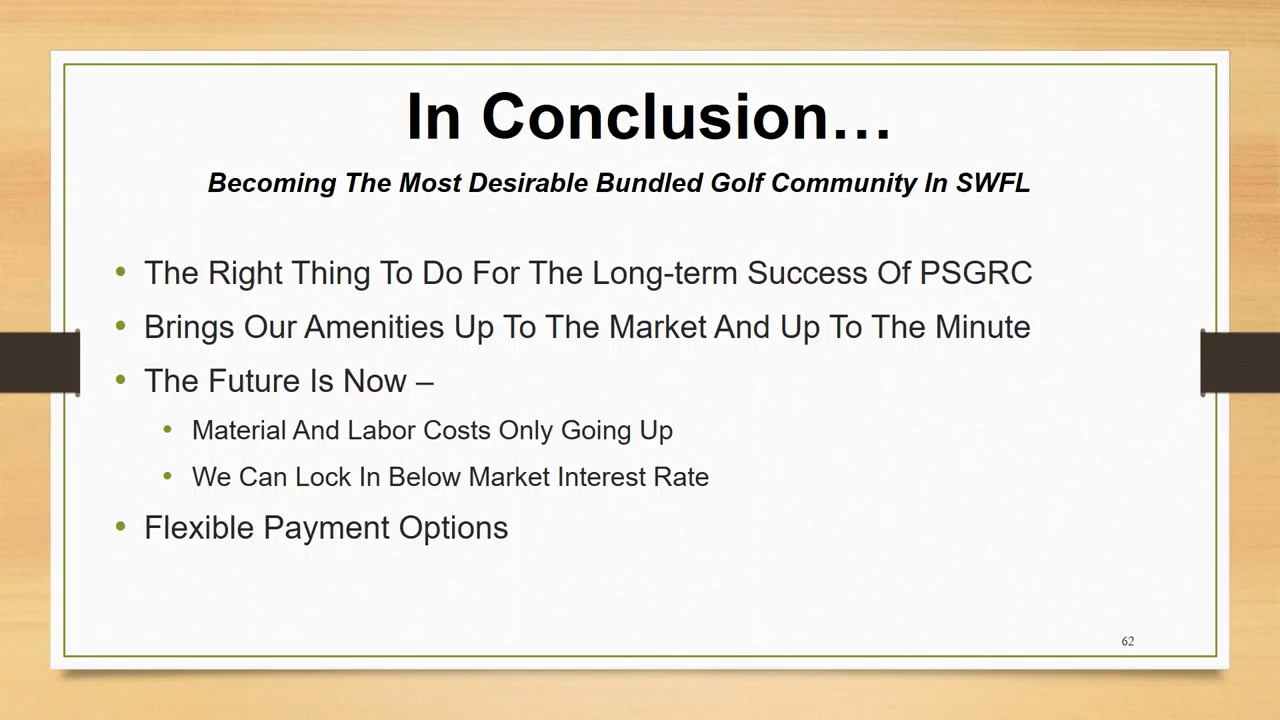 In Conclusion…
Becoming The Most Desirable Bundled Golf Community In SWFL
• The Right Thing To Do For The Long-term Success Of PSGRC
• Brings Our Amenities Up To The Market And Up To The Minute
• The Future Is Now –
• Material And Labor Costs Only Going Up
• We Can Lock In Below Market Interest Rate
• Flexible Payment Options
62